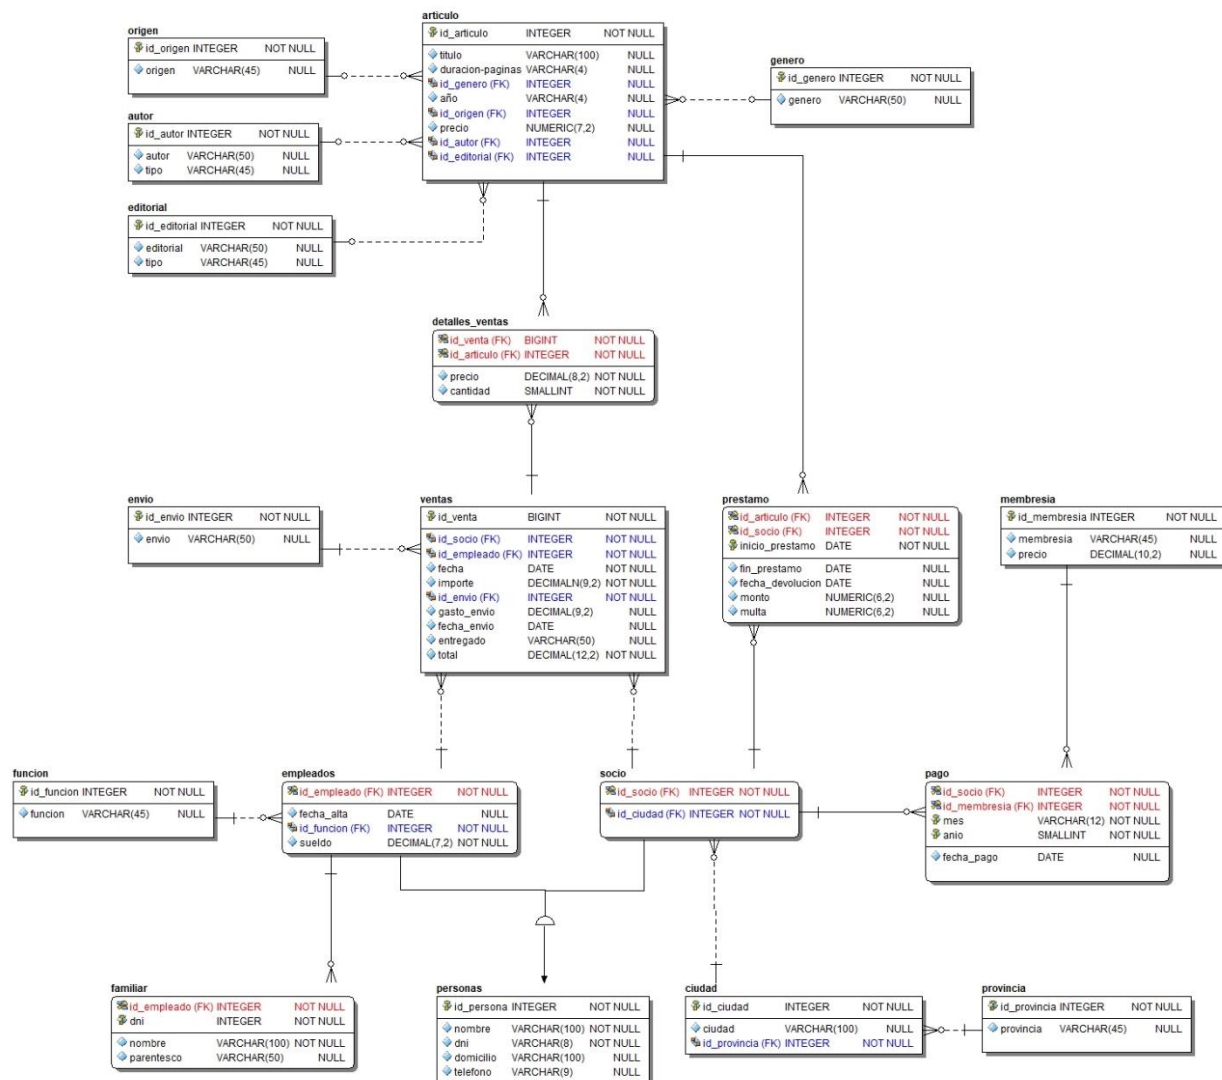 articulo
id_articulo INTEGER NOT NULL
titulo VARCHAR(100) NULL
duracion-paginas VARCHAR(4) NULL
id_genero (FK) INTEGER NULL
año VARCHAR(4) NULL
id_origen (FK) INTEGER NULL
precio NUMERIC(7,2) NULL
id_autor (FK) INTEGER NULL
id_editorial (FK) INTEGER NULL
origen
id_origen INTEGER NOT NULL
origen VARCHAR(45) NULL
genero
id_genero INTEGER NOT NULL
genero VARCHAR(50) NULL
autor
id_autor INTEGER NOT NULL
autor VARCHAR(50) NULL
tipo VARCHAR(45) NULL
editorial
id_editorial INTEGER NOT NULL
editorial VARCHAR(50) NULL
tipo VARCHAR(45) NULL
detalles_ventas
id_venta (FK) BIGINT NOT NULL
id_articulo (FK) INTEGER NOT NULL
precio DECIMAL(8,2) NOT NULL
cantidad SMALLINT NOT NULL
envio
id_envio INTEGER NOT NULL
envio VARCHAR(50) NULL
ventas
id_venta BIGINT NOT NULL
id_socio (FK) INTEGER NOT NULL
id_empleado (FK) INTEGER NOT NULL
fecha DATE NOT NULL
importe DECIMALN(9,2) NOT NULL
id_envio (FK) INTEGER NOT NULL
gasto_envio DECIMAL(9,2) NULL
fecha_envio DATE NULL
entregado VARCHAR(50) NULL
total DECIMAL(12,2) NOT NULL
prestamo
id_articulo (FK) INTEGER NOT NULL
id_socio (FK) INTEGER NOT NULL
inicio_prestamo DATE NOT NULL
fin_prestamo DATE NULL
fecha_devolucion DATE NULL
monto NUMERIC(6,2) NULL
multa NUMERIC(6,2) NULL
membresia
id_membresia INTEGER NOT NULL
membresia VARCHAR(45) NULL
precio DECIMAL(10,2) NULL
funcion
id_funcion INTEGER NOT NULL
funcion VARCHAR(45) NULL
empleados
id_empleado (FK) INTEGER NOT NULL
fecha_alta DATE NULL
id_funcion (FK) INTEGER NOT NULL
sueldo DECIMAL(7,2) NOT NULL
socio
id_socio (FK) INTEGER NOT NULL
id_ciudad (FK) INTEGER NOT NULL
pago
id_socio (FK) INTEGER NOT NULL
id_membresia (FK) INTEGER NOT NULL
mes VARCHAR(12) NOT NULL
anio SMALLINT NOT NULL
fecha_pago DATE NULL
familiar
id_empleado (FK) INTEGER NOT NULL
dni INTEGER NOT NULL
nombre VARCHAR(100) NOT NULL
parentesco VARCHAR(50) NULL
personas
id_persona INTEGER NOT NULL
nombre VARCHAR(100) NOT NULL
dni VARCHAR(8) NOT NULL
domicilio VARCHAR(100) NULL
telefono VARCHAR(9) NULL
ciudad
id_ciudad INTEGER NOT NULL
ciudad VARCHAR(100) NULL
id_provincia (FK) INTEGER NOT NULL
provincia
id_provincia INTEGER NOT NULL
provincia VARCHAR(45) NULL